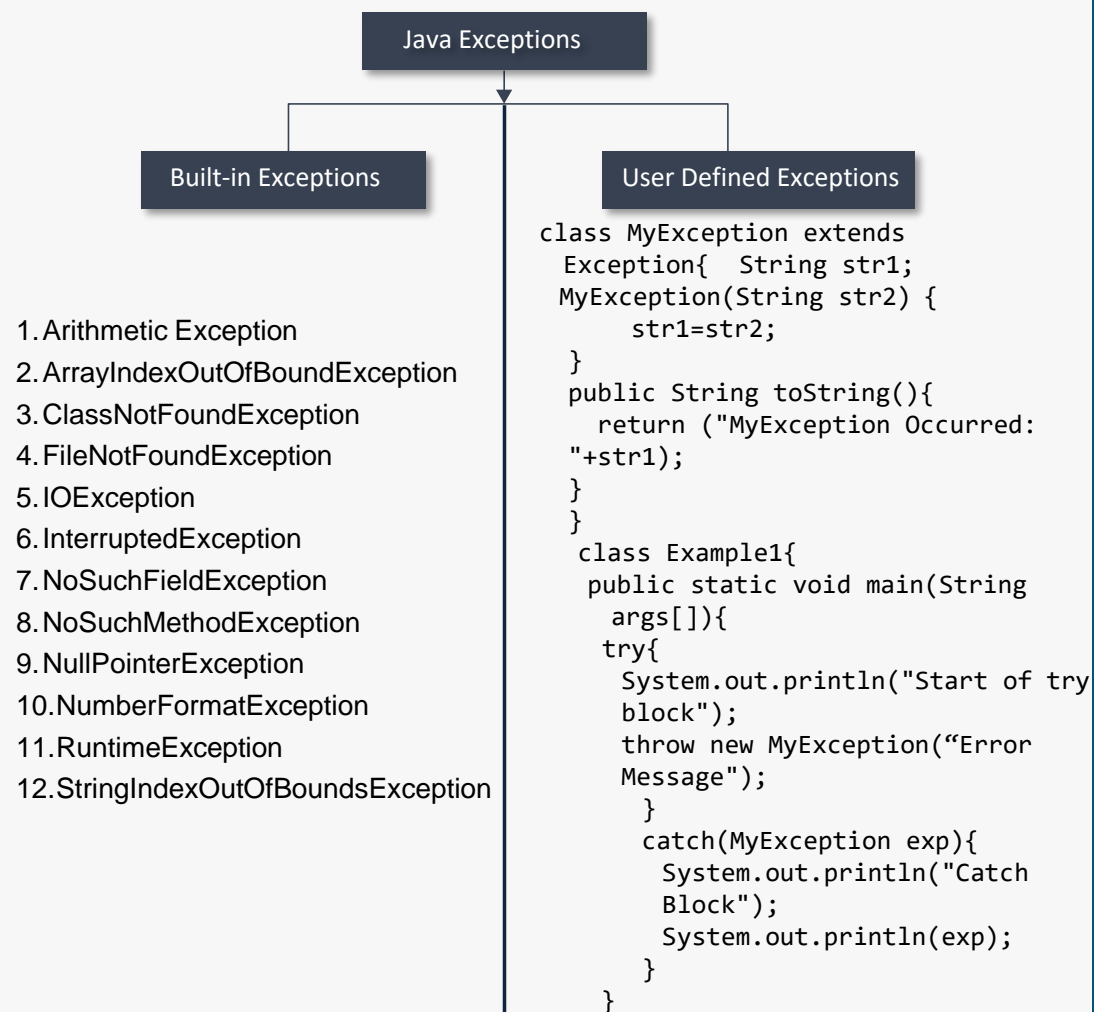 Java Exceptions
Built-in Exceptions
1.Arithmetic Exception
2.ArrayIndexOutOfBoundException
3.ClassNotFoundException
4.FileNotFoundException
5.IOException
6.InterruptedException
7.NoSuchFieldException
8.NoSuchMethodException
9.NullPointerException
10.NumberFormatException
11.RuntimeException
12.StringIndexOutOfBoundsException
User Defined Exceptions
class MyException extends
Exception{  String str1;
MyException(String str2) {
str1=str2;
}
public String toString(){
return ("MyException Occurred:
"+str1);
}
}
class Example1{
public static void main(String
args[]){
try{
System.out.println("Start of try
block");
throw new MyException(“Error
Message");
}
catch(MyException exp){
System.out.println("Catch
Block");
System.out.println(exp);
}
}